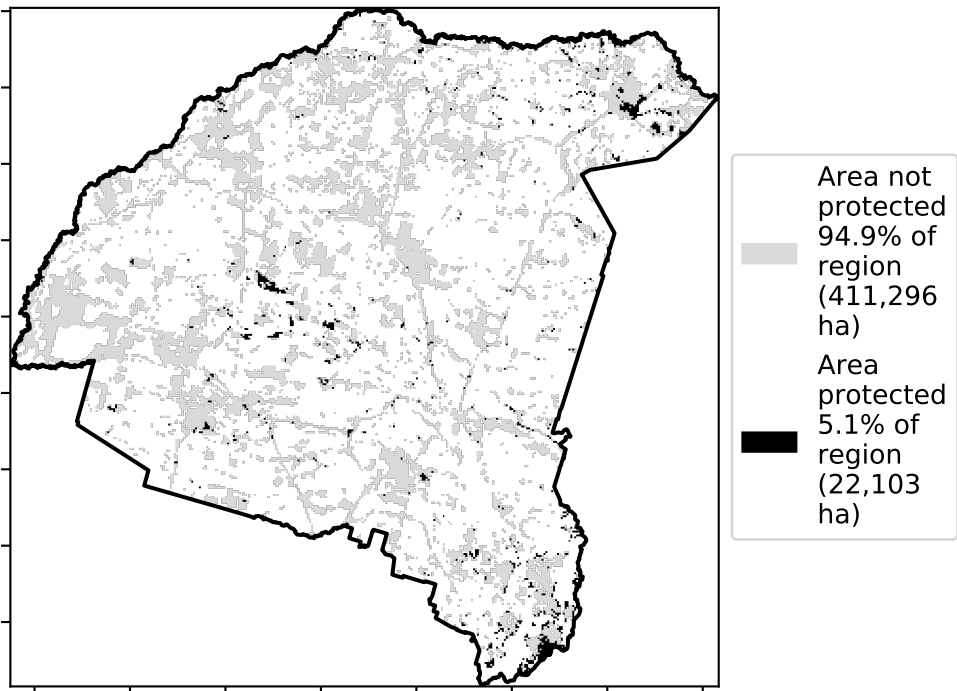 Area not
protected
94.9% of
region
(411,296
ha)
Area
protected
5.1% of
region
(22,103
ha)